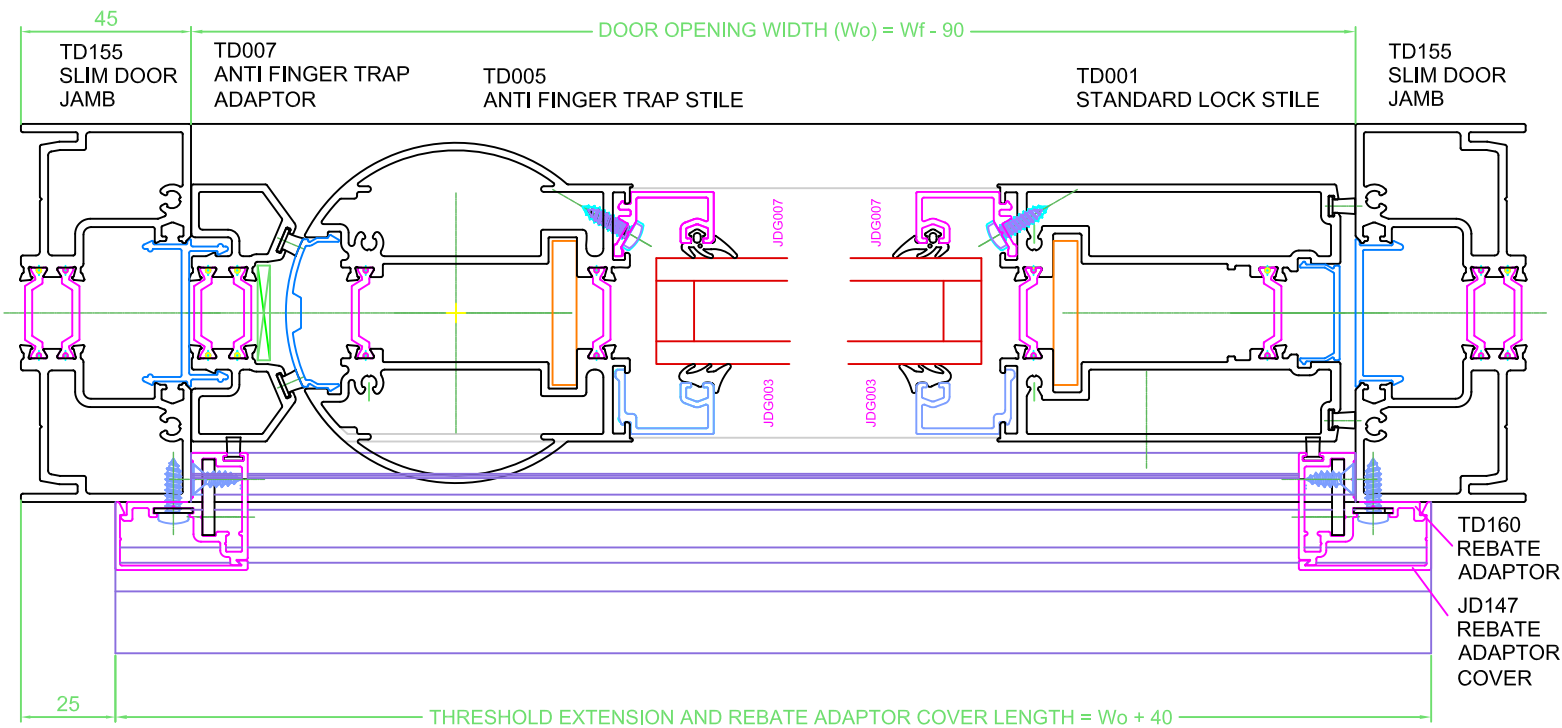 45
DOOR OPENING WIDTH (Wo) = Wf - 90
TD155
SLIM DOOR
JAMB
TD007
ANTI FINGER TRAP
ADAPTOR
TD005
ANTI FINGER TRAP STILE
TD001
STANDARD LOCK STILE
TD155
SLIM DOOR
JAMB
JDG007
JDG007
JDG003
JDG003
TD160
REBATE
ADAPTOR
JD147
REBATE
ADAPTOR
COVER
25
THRESHOLD EXTENSION AND REBATE ADAPTOR COVER LENGTH = Wo + 40